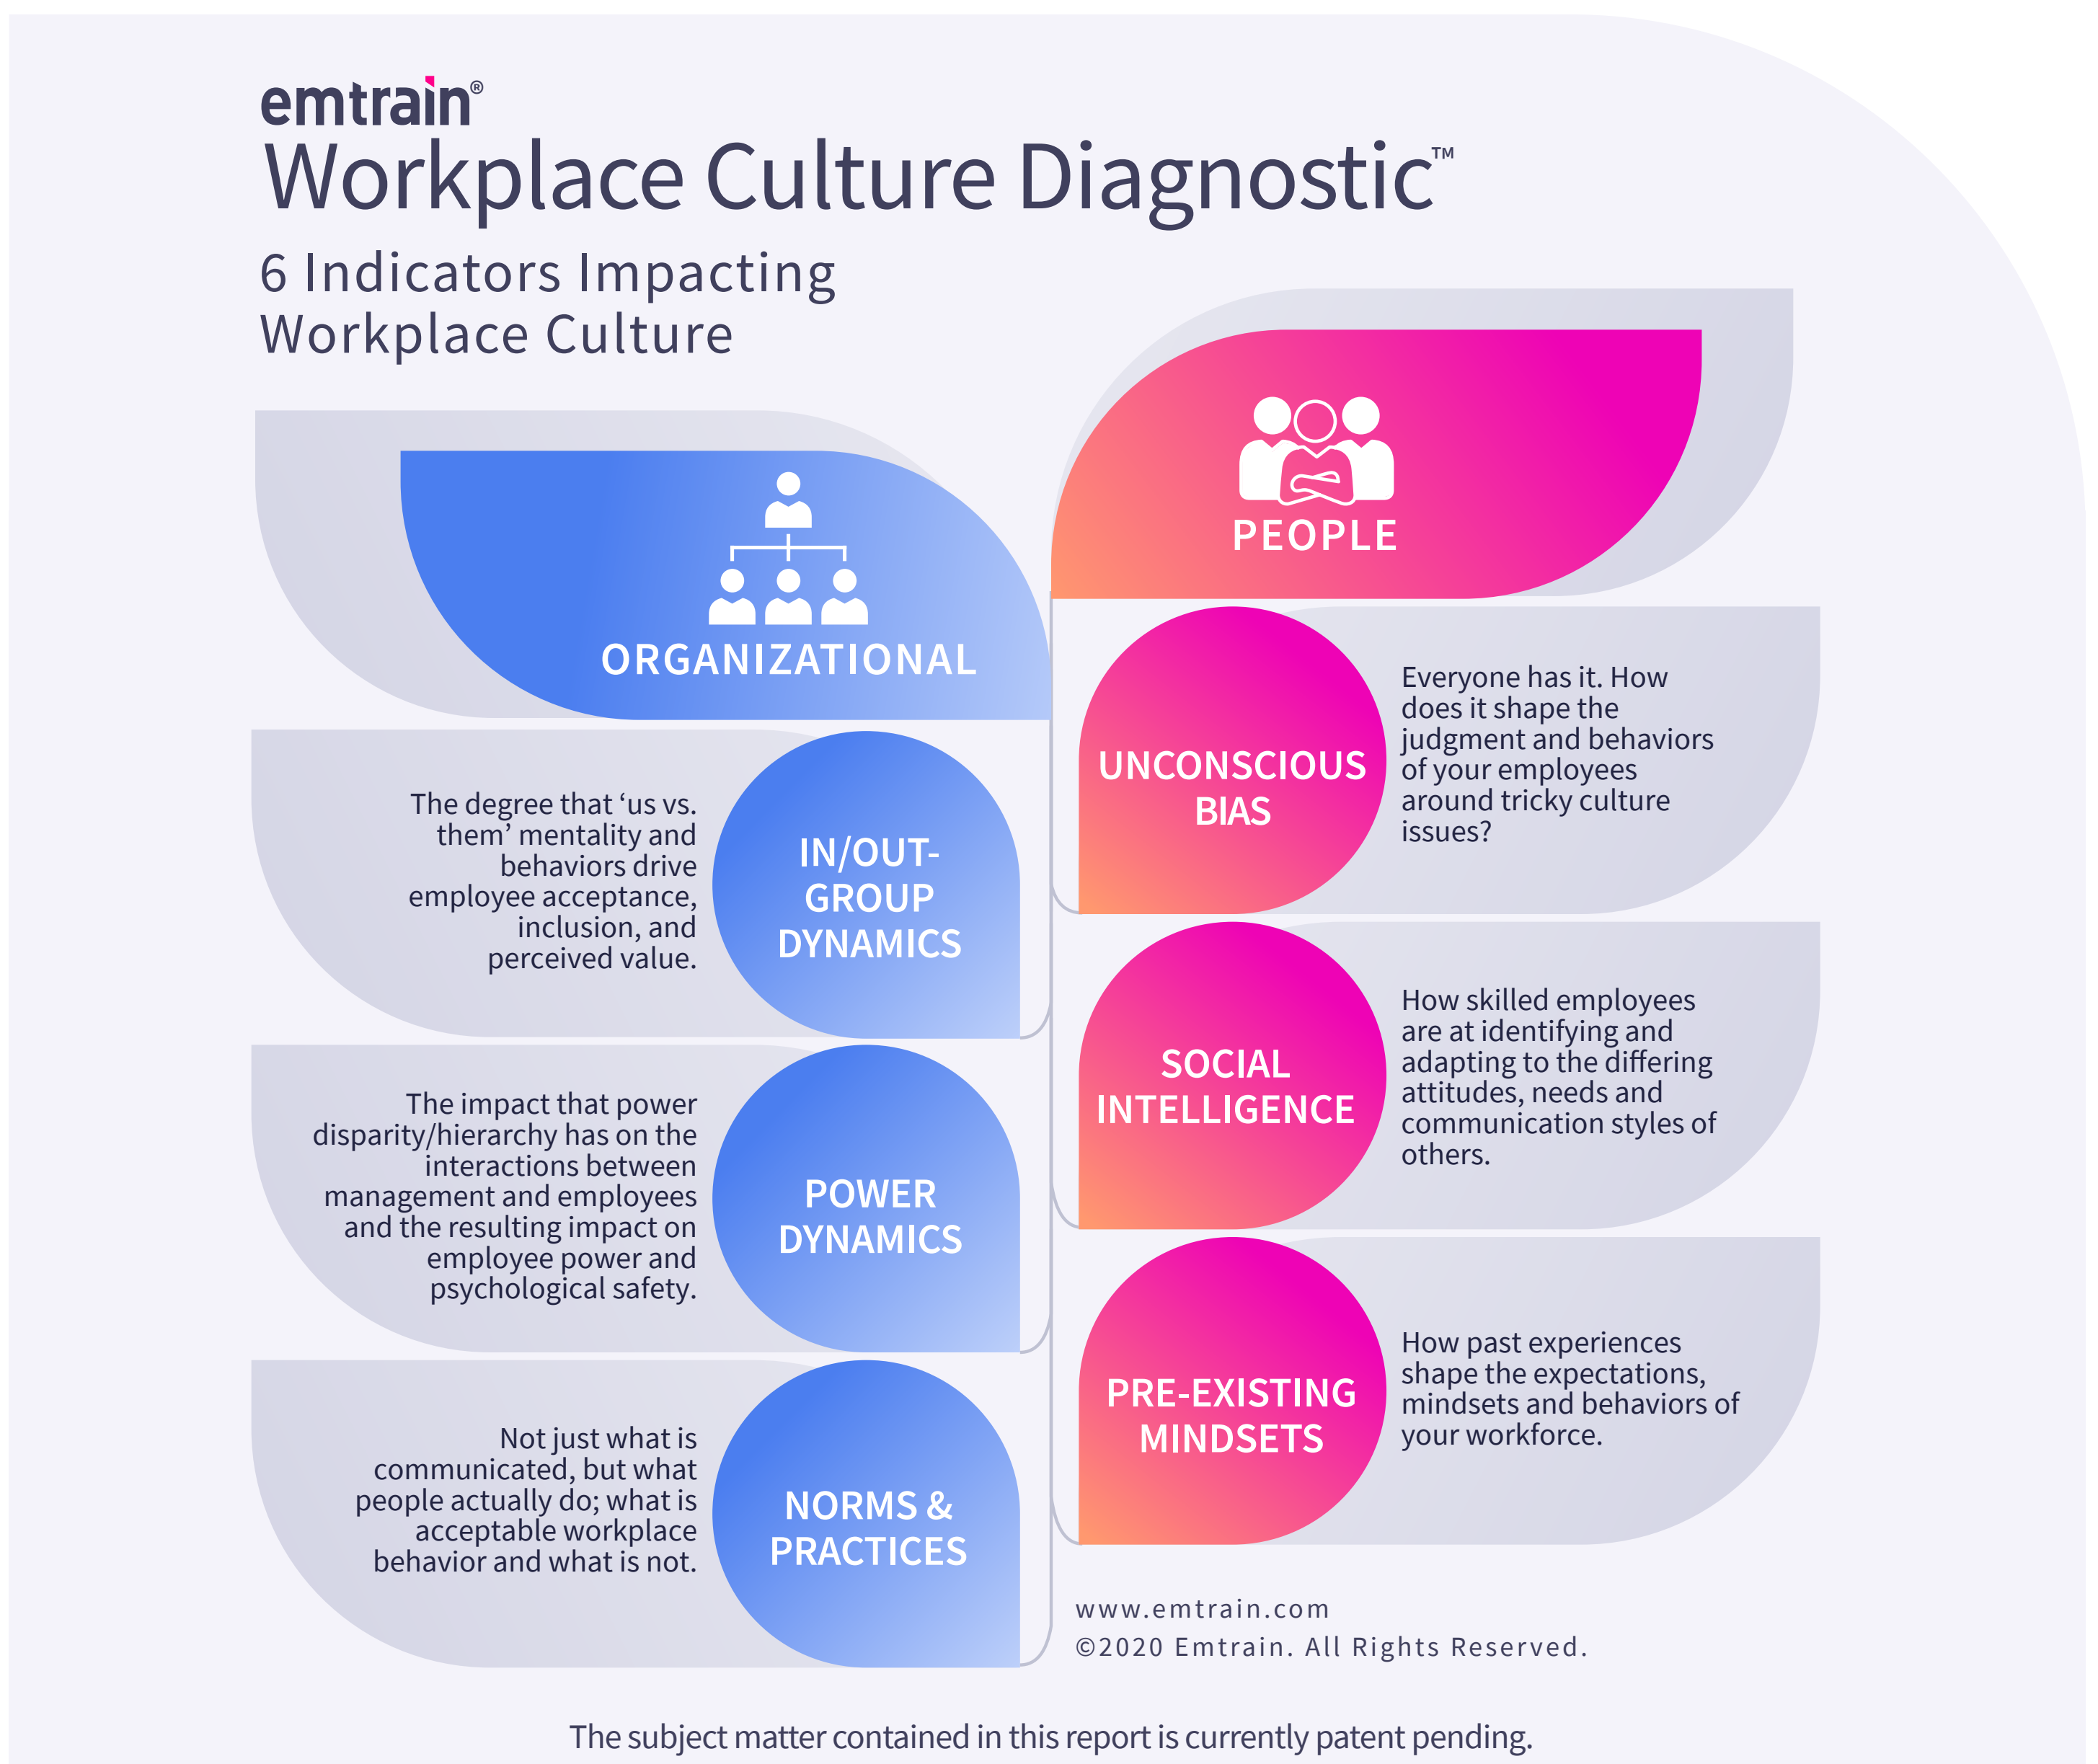 emtrain®
Workplace Culture Diagnostic™
6 Indicators Impacting
Workplace Culture
ORGANIZATIONAL
The degree that ‘us vs.
them’ mentality and
behaviors drive
employee acceptance,
inclusion, and
perceived value.
IN/OUT-
GROUP
DYNAMICS
The impact that power
disparity/hierarchy has on the
interactions between
management and employees
and the resulting impact on
employee power and
psychological safety.
POWER
DYNAMICS
Not just what is
communicated, but what
people actually do; what is
acceptable workplace
behavior and what is not.
NORMS &
PRACTICES
PEOPLE
UNCONSCIOUS
BIAS
Everyone has it. How
does it shape the
judgment and behaviors
of your employees
around tricky culture
issues?
SOCIAL
INTELLIGENCE
How skilled employees
are at identifying and
adapting to the differing
attitudes, needs and
communication styles of
others.
PRE-EXISTING
MINDSETS
How past experiences
shape the expectations,
mindsets and behaviors of
your workforce.
www.emtrain.com
©2020 Emtrain. All Rights Reserved.
The subject matter contained in this report is currently patent pending.